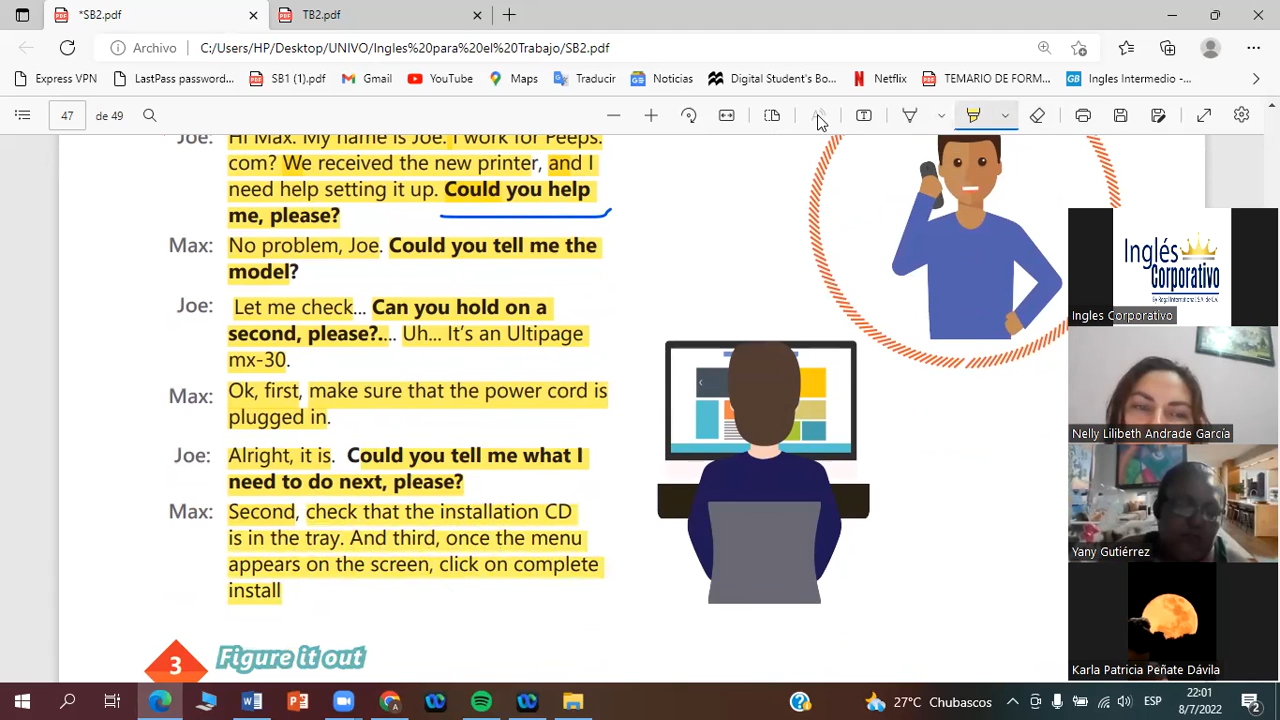 *SB2.pdf
TB2.pdf
Archivo
C:/Users/HP/Desktop/UNIVO/Ingles%20para%20el%20Trabajo/SB2.pdf
Express VPN
LastPass password...
SB1 (1).pdf
Gmail
YouTube
Maps
Traducir
Noticias
Digital Student's Bo...
Netflix
TEMARIO DE FORM...
Ingles Intermedio -...
47
de 49
Joe: Hi Max. My name is Joe. I work for Peeps.
com? We received the new printer, and I
need help setting it up. Could you help
me, please?
Max: No problem, Joe. Could you tell me the
model?
Joe: Let me check... Can you hold on a
second, please?.... Uh... It's an Ultipage
mx-30.
Max: Ok, first, make sure that the power cord is
plugged in.
Joe: Alright, it is. Could you tell me what I
need to do next, please?
Max: Second, check that the installation CD
is in the tray. And third, once the menu
appears on the screen, click on complete
install
3 Figure it out
Inglés
Corporativo
Ingles Corporativo
Nelly Lilibeth Andrade García
Yany Gutiérrez
Karla Patricia Peñate Dávila
27°C Chubascos
ESP
22:01
8/7/2022
2